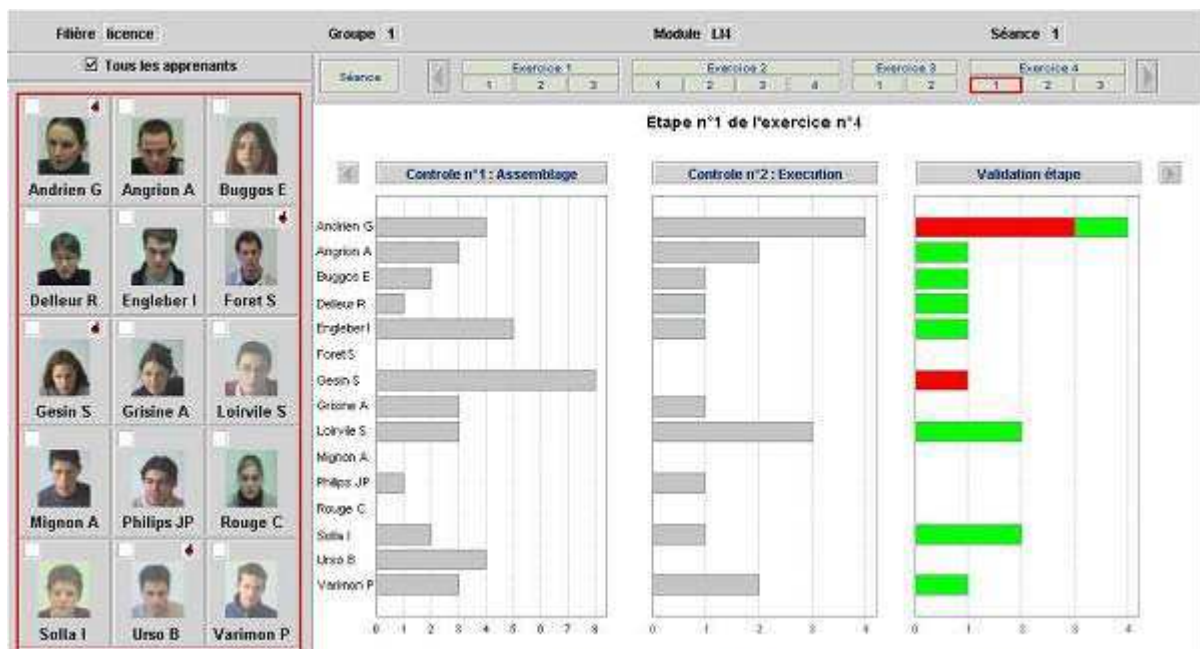 Filière licence Groupe 1 Module LI4 Séance 1
Tous les apprenants
Séance Exercice 1 Exercice 2 Exercice 3 Exercice 4
1 2 3 1 2 3 4 1 2 1 2 3
Etape n°1 de l'exercice n°4
Controle n°1 : Assemblage Controle n°2 : Execution Validation étape
Andrien G Angrion A Buggos E
Delleur R Engleber I Foret S
Gesin S Grisine A Loirvile S
Mignon A Philips JP Rouge C
Solla I Urso B Varimon P
Andrien G
Angrion A
Buggos E
Delleur R
Engleber I
Foret S
Gesin S
Grisine A
Loirvile S
Mignon A
Philips JP
Rouge C
Solla I
Urso B
Varimon P
0 1 2 3 4 5 6 7 8
0 1 2 3 4
0 1 2 3 4